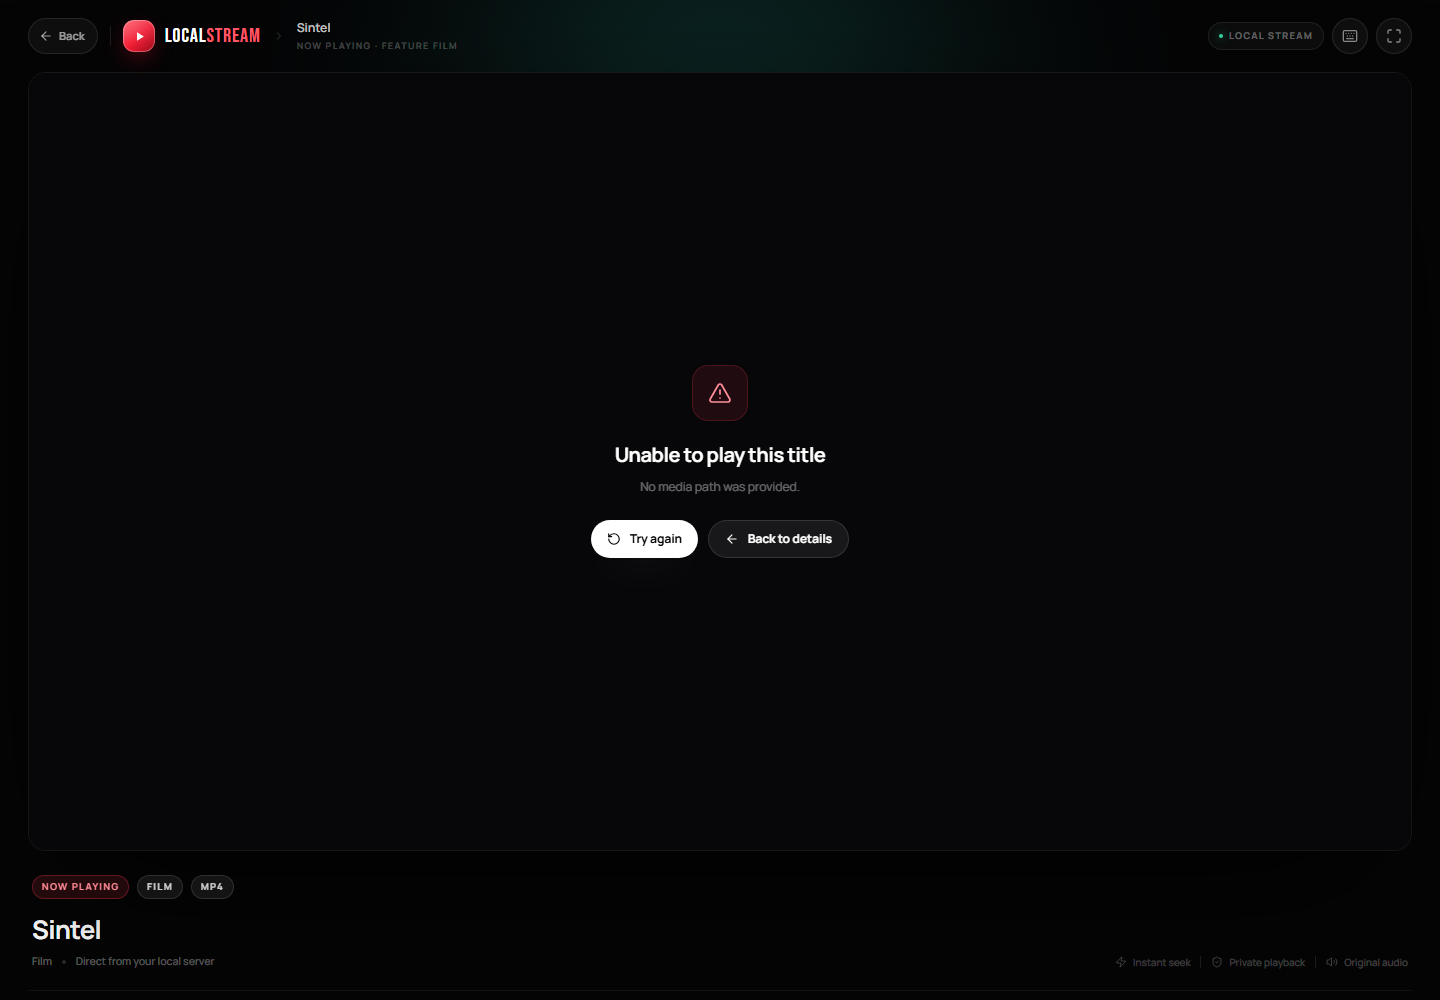 Back
LOCALSTREAM
Sintel
NOW PLAYING · FEATURE FILM
LOCAL STREAM
Unable to play this title
No media path was provided.
Try again
Back to details
NOW PLAYING
FILM
MP4
Sintel
Film • Direct from your local server
Instant seek
Private playback
Original audio